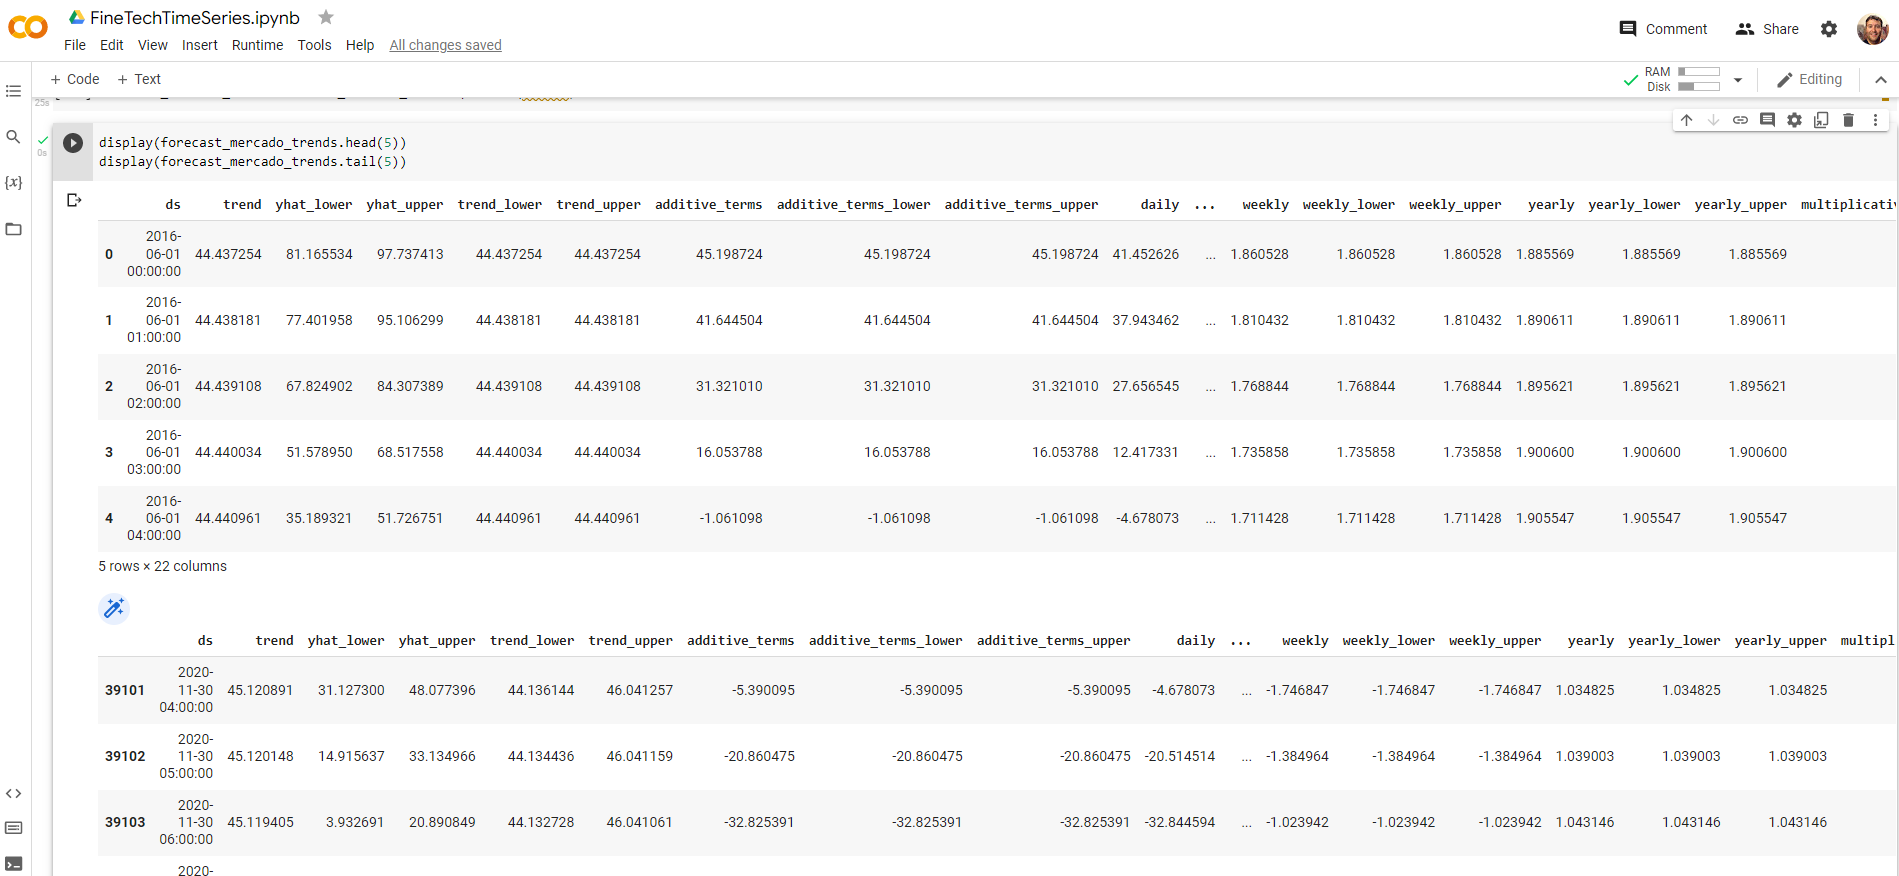 FineTechTimeSeries.ipynb
File Edit View Insert Runtime Tools Help All changes saved
Comment Share
+ Code + Text
RAM
Disk
Editing
25s
0s
display(forecast_mercado_trends.head(5))
display(forecast_mercado_trends.tail(5))
{x}
ds trend yhat_lower yhat_upper trend_lower trend_upper additive_terms additive_terms_lower additive_terms_upper daily ... weekly weekly_lower weekly_upper yearly yearly_lower yearly_upper multiplicativ
0 2016-06-01 00:00:00 44.437254 81.165534 97.737413 44.437254 44.437254 45.198724 45.198724 45.198724 41.452626 ... 1.860528 1.860528 1.860528 1.885569 1.885569 1.885569
1 2016-06-01 01:00:00 44.438181 77.401958 95.106299 44.438181 44.438181 41.644504 41.644504 41.644504 37.943462 ... 1.810432 1.810432 1.810432 1.890611 1.890611 1.890611
2 2016-06-01 02:00:00 44.439108 67.824902 84.307389 44.439108 44.439108 31.321010 31.321010 31.321010 27.656545 ... 1.768844 1.768844 1.768844 1.895621 1.895621 1.895621
3 2016-06-01 03:00:00 44.440034 51.578950 68.517558 44.440034 44.440034 16.053788 16.053788 16.053788 12.417331 ... 1.735858 1.735858 1.735858 1.900600 1.900600 1.900600
4 2016-06-01 04:00:00 44.440961 35.189321 51.726751 44.440961 44.440961 -1.061098 -1.061098 -1.061098 -4.678073 ... 1.711428 1.711428 1.711428 1.905547 1.905547 1.905547
5 rows × 22 columns
ds trend yhat_lower yhat_upper trend_lower trend_upper additive_terms additive_terms_lower additive_terms_upper daily ... weekly weekly_lower weekly_upper yearly yearly_lower yearly_upper multipl
39101 2020-11-30 04:00:00 45.120891 31.127300 48.077396 44.136144 46.041257 -5.390095 -5.390095 -5.390095 -4.678073 ... -1.746847 -1.746847 -1.746847 1.034825 1.034825 1.034825
39102 2020-11-30 05:00:00 45.120148 14.915637 33.134966 44.134436 46.041159 -20.860475 -20.860475 -20.860475 -20.514514 ... -1.384964 -1.384964 -1.384964 1.039003 1.039003 1.039003
39103 2020-11-30 06:00:00 45.119405 3.932691 20.890849 44.132728 46.041061 -32.825391 -32.825391 -32.825391 -32.844594 ... -1.023942 -1.023942 -1.023942 1.043146 1.043146 1.043146
2020-